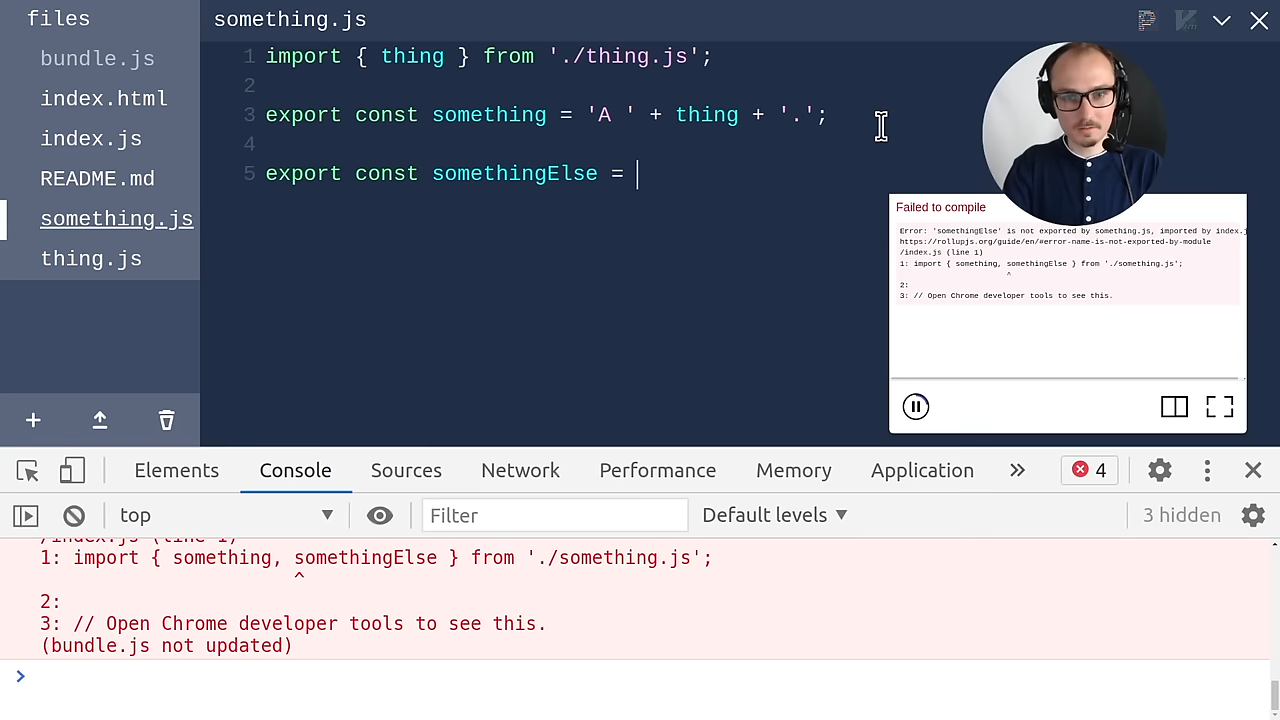 files
bundle.js
index.html
index.js
README.md
something.js
thing.js
something.js
1 import { thing } from './thing.js';
2
3 export const something = 'A ' + thing + '.';
4
5 export const somethingElse =
Failed to compile
Error: 'somethingElse' is not exported by something.js, imported by index.j
https://rollupjs.org/guide/en/#error-name-is-not-exported-by-module
/index.js (line 1)
1: import { something, somethingElse } from './something.js';
^
2:
3: // Open Chrome developer tools to see this.
Elements Console Sources Network Performance Memory Application 4
top Filter Default levels 3 hidden
/index.js (line 1)
1: import { something, somethingElse } from './something.js';
^
2:
3: // Open Chrome developer tools to see this.
(bundle.js not updated)